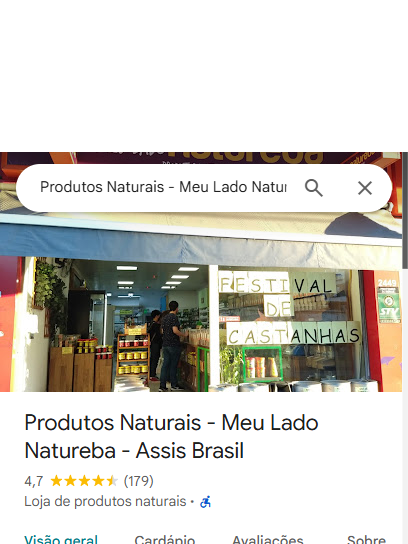 Produtos Naturais - Meu Lado Natur
FESTIVAL
DE
CASTANHAS
Produtos Naturais - Meu Lado
Natureba - Assis Brasil
4,7 (179)
Loja de produtos naturais ·
Visão geral Cardápio Avaliações Sobre